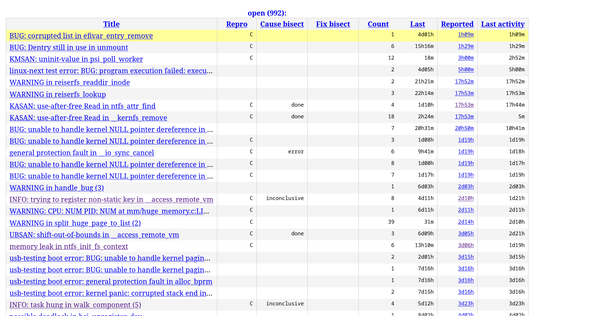 open (992):
Title Repro Cause bisect Fix bisect Count Last Reported Last activity
BUG: corrupted list in efivar_entry_remove C 1 4d01h 1h09m 1h09m
BUG: Dentry still in use in unmount C 6 15h16m 1h29m 1h29m
KMSAN: uninit-value in psi_poll_worker C 12 18m 3h00m 2h52m
linux-next test error: BUG: program execution failed: execu... 2 4d05h 5h00m 5h00m
WARNING in reiserfs_readdir_inode 2 21h21m 17h52m 17h52m
WARNING in reiserfs_lookup 3 22h14m 17h53m 17h53m
KASAN: use-after-free Read in ntfs_attr_find C done 4 1d10h 17h53m 17h44m
KASAN: use-after-free Read in __kernfs_remove C done 18 2h24m 17h53m 5m
BUG: unable to handle kernel NULL pointer dereference in ... 7 20h31m 20h50m 10h41m
BUG: unable to handle kernel NULL pointer dereference in ... C 3 1d08h 1d19h 1d19h
general protection fault in __io_sync_cancel C error 6 9h41m 1d19h 1d18h
BUG: unable to handle kernel NULL pointer dereference in ... C 8 1d00h 1d19h 1d17h
BUG: unable to handle kernel NULL pointer dereference in ... C 7 1d17h 1d19h 1d19h
WARNING in handle_bug (3) 1 6d03h 2d03h 2d03h
INFO: trying to register non-static key in __access_remote_vm C inconclusive 8 4d11h 2d10h 1d21h
WARNING: CPU: NUM PID: NUM at mm/huge_memory.c:LI... C 1 6d11h 2d11h 2d11h
WARNING in split_huge_page_to_list (2) C 39 31m 2d14h 2d10h
UBSAN: shift-out-of-bounds in __access_remote_vm C done 3 6d09h 3d05h 2d21h
memory leak in ntfs_init_fs_context C 6 13h10m 3d06h 1d19h
usb-testing boot error: BUG: unable to handle kernel pagin... 2 2d01h 3d15h 3d15h
usb-testing boot error: BUG: unable to handle kernel pagin... 1 7d16h 3d16h 3d16h
usb-testing boot error: general protection fault in alloc_bprm 1 7d16h 3d16h 3d16h
usb-testing boot error: kernel panic: corrupted stack end in... 2 7d15h 3d16h 3d16h
INFO: task hung in walk_component (5) C inconclusive 4 5d12h 3d23h 3d23h